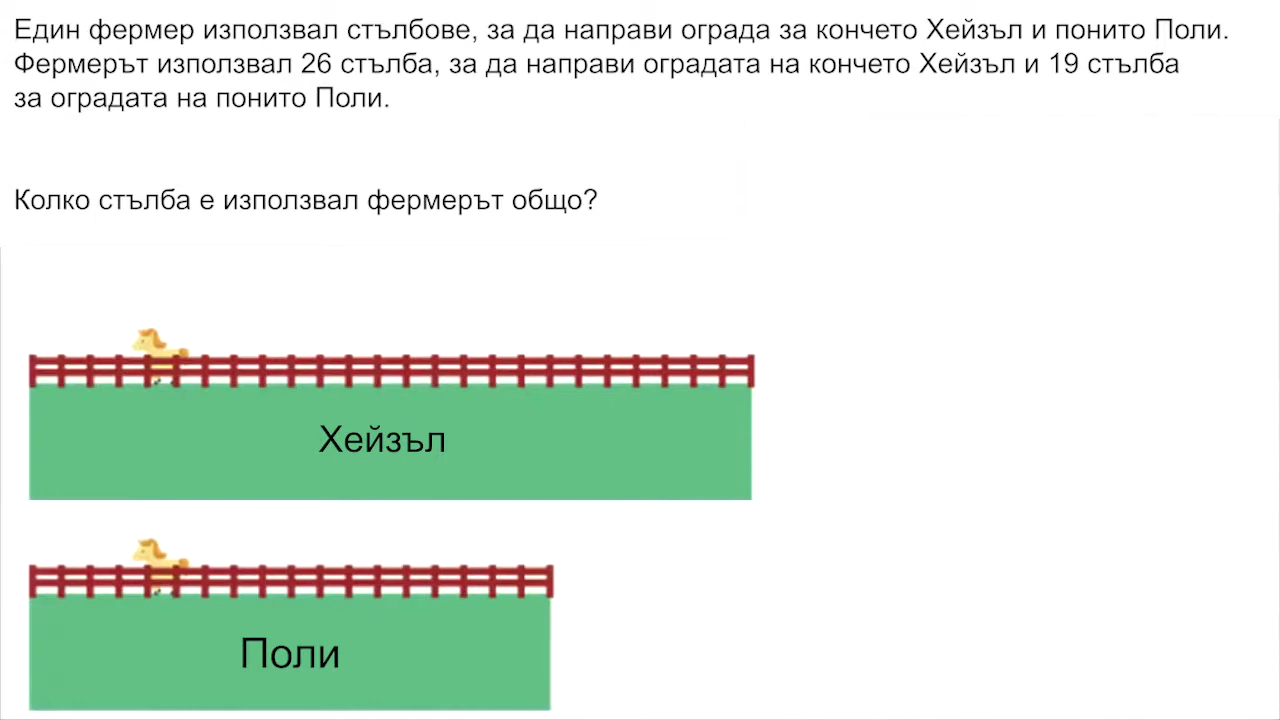 Един фермер използвал стълбове, за да направи ограда за кончето Хейзъл и понито Поли.
Фермерът използвал 26 стълба, за да направи оградата на кончето Хейзъл и 19 стълба
за оградата на понито Поли.
Колко стълба е използвал фермерът общо?
Хейзъл
Поли